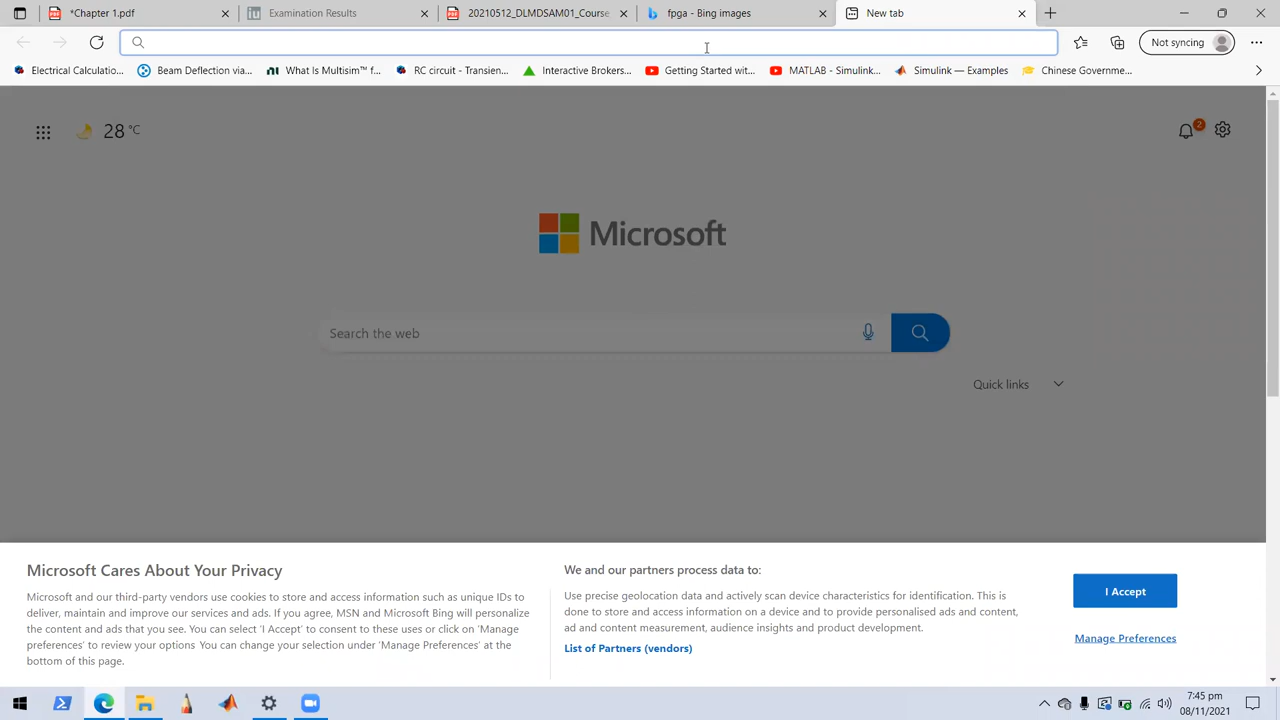 *Chapter 1.pdf
Examination Results
20210512_DLMDSAM01_Course
fpga - Bing images
New tab
Not syncing
Electrical Calculatio...
Beam Deflection via...
What Is Multisim™ f...
RC circuit - Transien...
Interactive Brokers...
Getting Started wit...
MATLAB - Simulink...
Simulink — Examples
Chinese Governme...
28 °C
2
Microsoft
Search the web
Quick links
Microsoft Cares About Your Privacy
Microsoft and our third-party vendors use cookies to store and access information such as unique IDs to
deliver, maintain and improve our services and ads. If you agree, MSN and Microsoft Bing will personalize
the content and ads that you see. You can select 'I Accept' to consent to these uses or click on 'Manage
preferences' to review your options You can change your selection under 'Manage Preferences' at the
bottom of this page.
We and our partners process data to:
Use precise geolocation data and actively scan device characteristics for identification. This is
done to store and access information on a device and to provide personalised ads and content,
ad and content measurement, audience insights and product development.
List of Partners (vendors)
I Accept
Manage Preferences
7:45 pm
08/11/2021